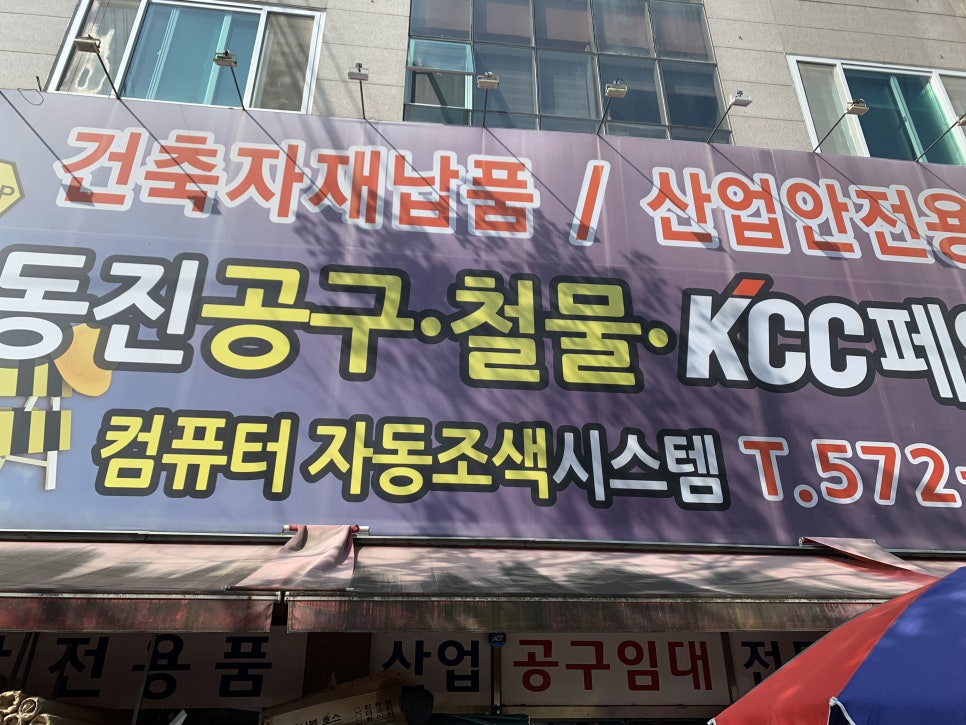 건축자재납품 / 산업안전용
동진공구·철물·KCC페
컴퓨터 자동조색시스템 T.572-
P
전용품
산업 공구임대 전
ADT